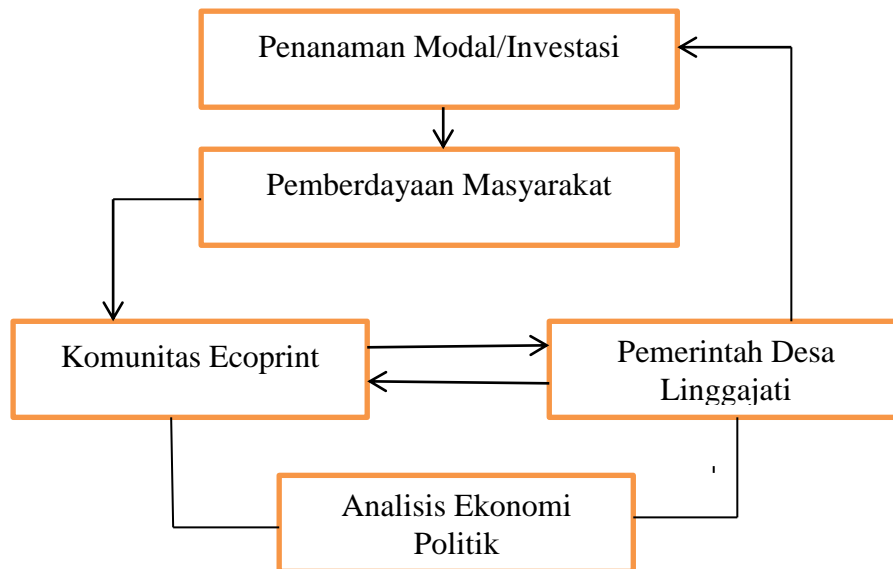 Penanaman Modal/Investasi
Pemberdayaan Masyarakat
Komunitas Ecoprint
Pemerintah Desa
Linggajati
Analisis Ekonomi
Politik